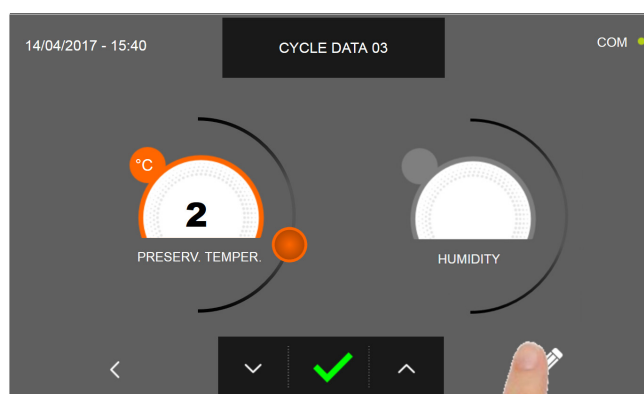 14/04/2017 - 15:40
CYCLE DATA 03
COM
°C
2
PRESERV. TEMPER.
HUMIDITY